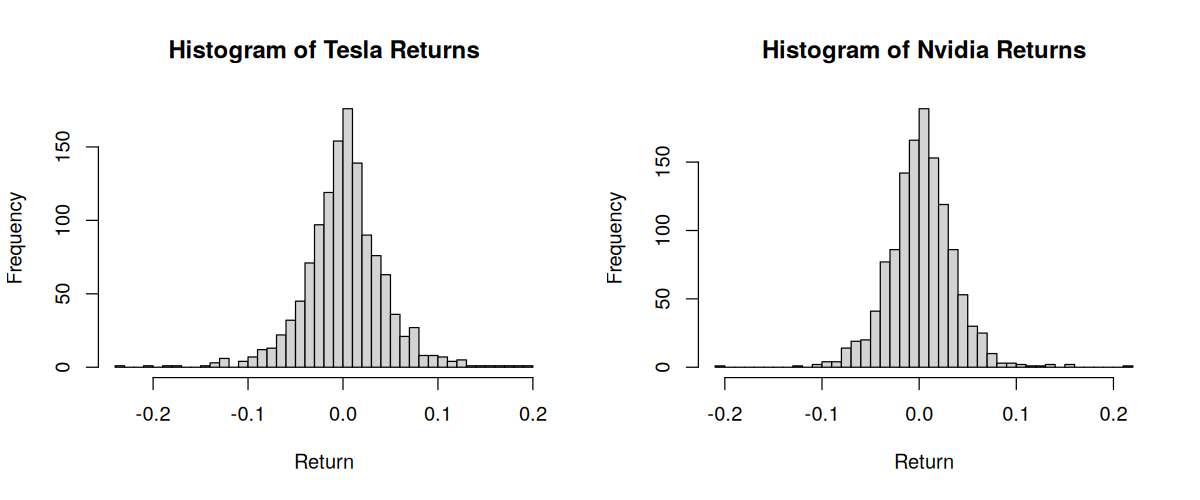 Histogram of Tesla Returns
Frequency
150
100
50
0
-0.2 -0.1 0.0 0.1 0.2
Return
Histogram of Nvidia Returns
Frequency
150
100
50
0
-0.2 -0.1 0.0 0.1 0.2
Return